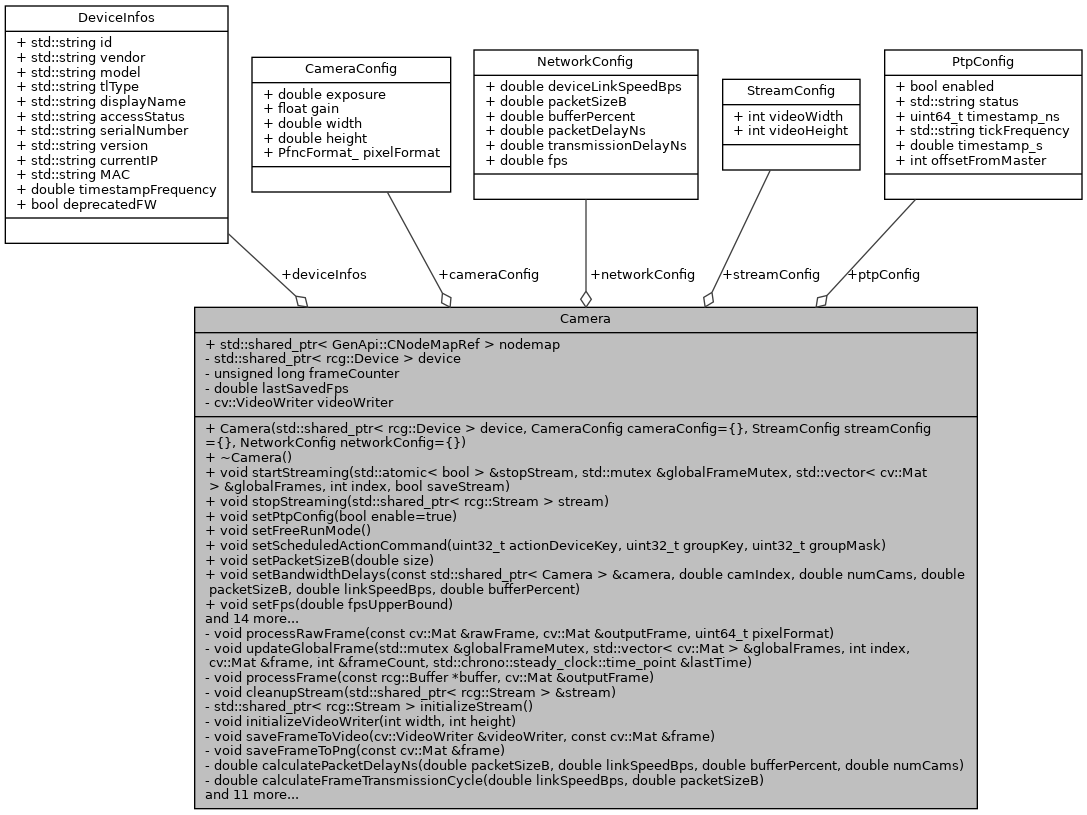 DeviceInfos
+ std::string id
+ std::string vendor
+ std::string model
+ std::string tlType
+ std::string displayName
+ std::string accessStatus
+ std::string serialNumber
+ std::string version
+ std::string currentIP
+ std::string MAC
+ double timestampFrequency
+ bool deprecatedFW
CameraConfig
+ double exposure
+ float gain
+ double width
+ double height
+ PfncFormat_ pixelFormat
NetworkConfig
+ double deviceLinkSpeedBps
+ double packetSizeB
+ double bufferPercent
+ double packetDelayNs
+ double transmissionDelayNs
+ double fps
StreamConfig
+ int videoWidth
+ int videoHeight
PtpConfig
+ bool enabled
+ std::string status
+ uint64_t timestamp_ns
+ std::string tickFrequency
+ double timestamp_s
+ int offsetFromMaster
+deviceInfos
+cameraConfig
+networkConfig
+streamConfig
+ptpConfig
Camera
+ std::shared_ptr< GenApi::CNodeMapRef > nodemap
- std::shared_ptr< rcg::Device > device
- unsigned long frameCounter
- double lastSavedFps
- cv::VideoWriter videoWriter
+ Camera(std::shared_ptr< rcg::Device > device, CameraConfig cameraConfig={}, StreamConfig streamConfig
={}, NetworkConfig networkConfig={})
+ ~Camera()
+ void startStreaming(std::atomic< bool > &stopStream, std::mutex &globalFrameMutex, std::vector< cv::Mat
> &globalFrames, int index, bool saveStream)
+ void stopStreaming(std::shared_ptr< rcg::Stream > stream)
+ void setPtpConfig(bool enable=true)
+ void setFreeRunMode()
+ void setScheduledActionCommand(uint32_t actionDeviceKey, uint32_t groupKey, uint32_t groupMask)
+ void setPacketSizeB(double size)
+ void setBandwidthDelays(const std::shared_ptr< Camera > &camera, double camIndex, double numCams, double
packetSizeB, double linkSpeedBps, double bufferPercent)
+ void setFps(double fpsUpperBound)
and 14 more...
- void processRawFrame(const cv::Mat &rawFrame, cv::Mat &outputFrame, uint64_t pixelFormat)
- void updateGlobalFrame(std::mutex &globalFrameMutex, std::vector< cv::Mat > &globalFrames, int index,
cv::Mat &frame, int &frameCount, std::chrono::steady_clock::time_point &lastTime)
- void processFrame(const rcg::Buffer *buffer, cv::Mat &outputFrame)
- void cleanupStream(std::shared_ptr< rcg::Stream > &stream)
- std::shared_ptr< rcg::Stream > initializeStream()
- void initializeVideoWriter(int width, int height)
- void saveFrameToVideo(cv::VideoWriter &videoWriter, const cv::Mat &frame)
- void saveFrameToPng(const cv::Mat &frame)
- double calculatePacketDelayNs(double packetSizeB, double linkSpeedBps, double bufferPercent, double numCams)
- double calculateFrameTransmissionCycle(double linkSpeedBps, double packetSizeB)
and 11 more...